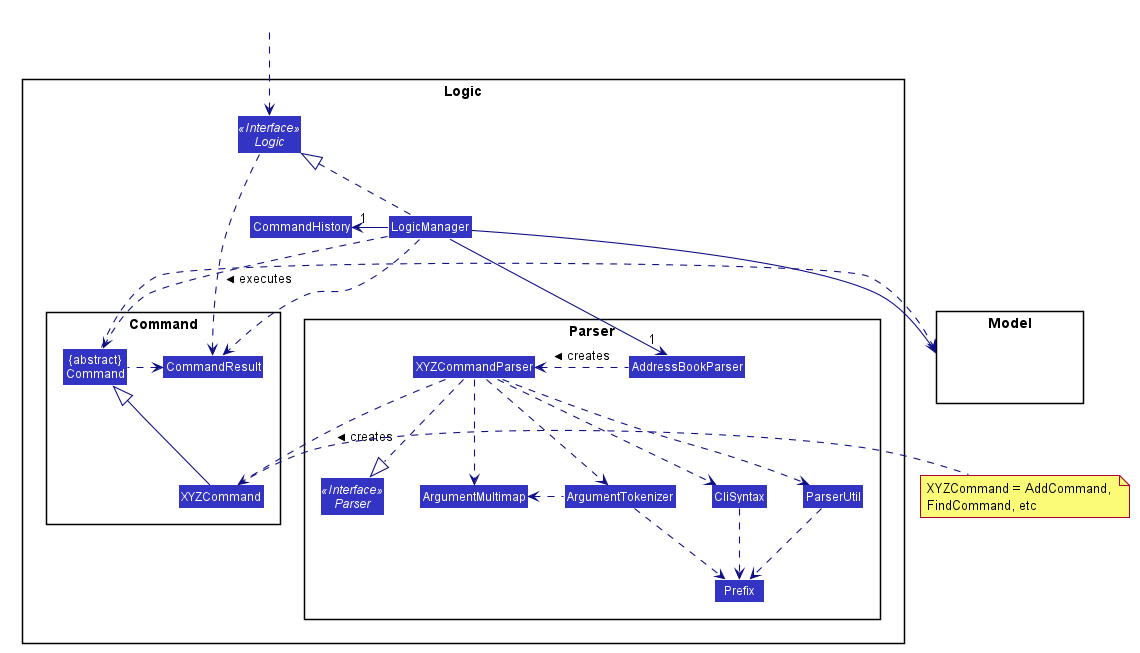 Logic
«Interface»
Logic
CommandHistory
1
LogicManager
◄ executes
Command
Parser
Model
{abstract}
Command
CommandResult
1
◄ creates
XYZCommandParser
AddressBookParser
◄ creates
«Interface»
Parser
XYZCommand
ArgumentMultimap
ArgumentTokenizer
CliSyntax
ParserUtil
XYZCommand = AddCommand,
FindCommand, etc
Prefix